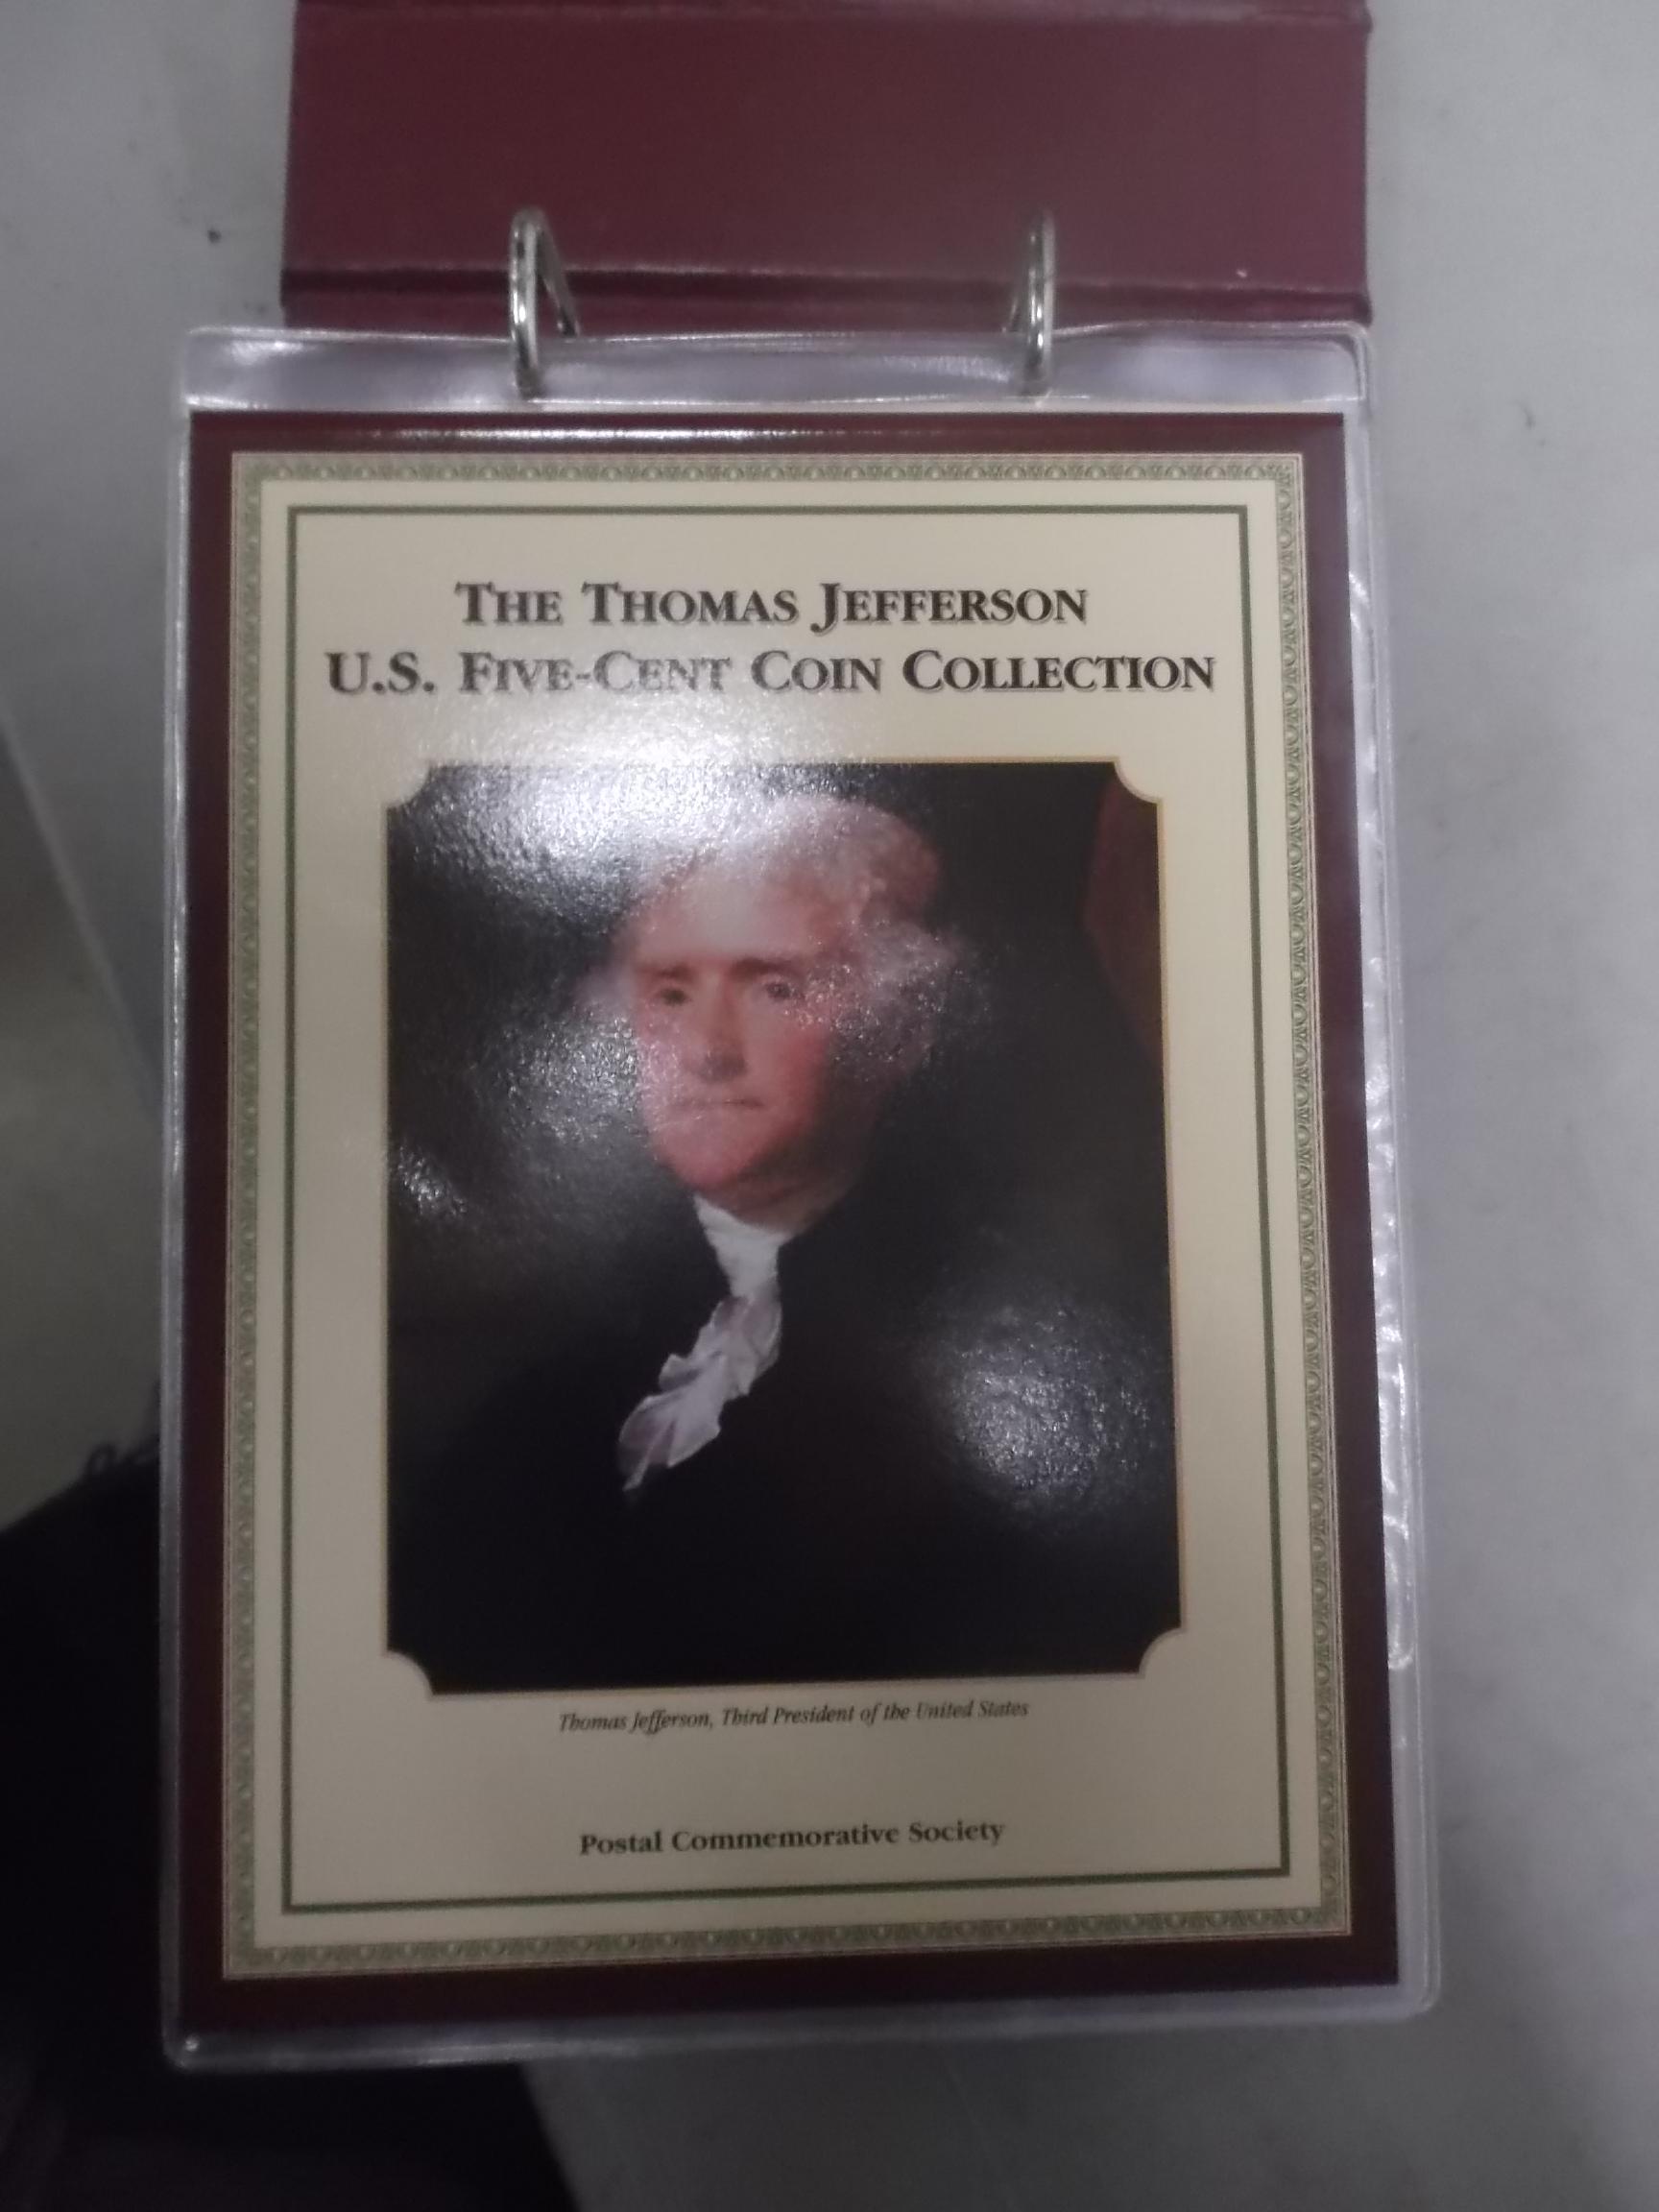 THE THOMAS JEFFERSON
U.S. FIVE-CENT COIN COLLECTION
Thomas Jefferson, Third President of the United States
Postal Commemorative Society